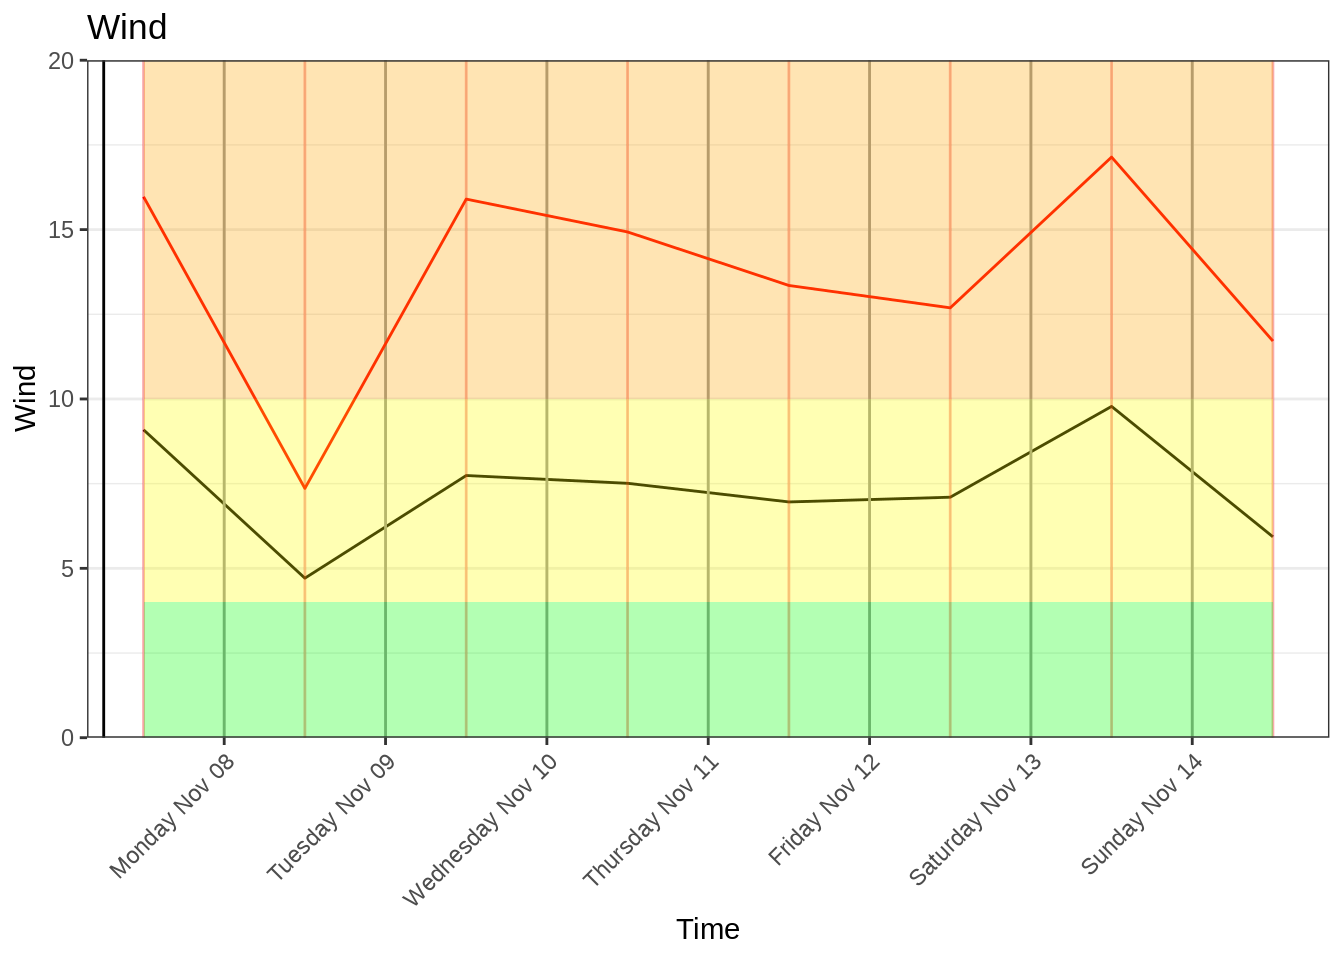 Wind
20
15
10
5
0
Wind
Monday Nov 08
Tuesday Nov 09
Wednesday Nov 10
Thursday Nov 11
Friday Nov 12
Saturday Nov 13
Sunday Nov 14
Time